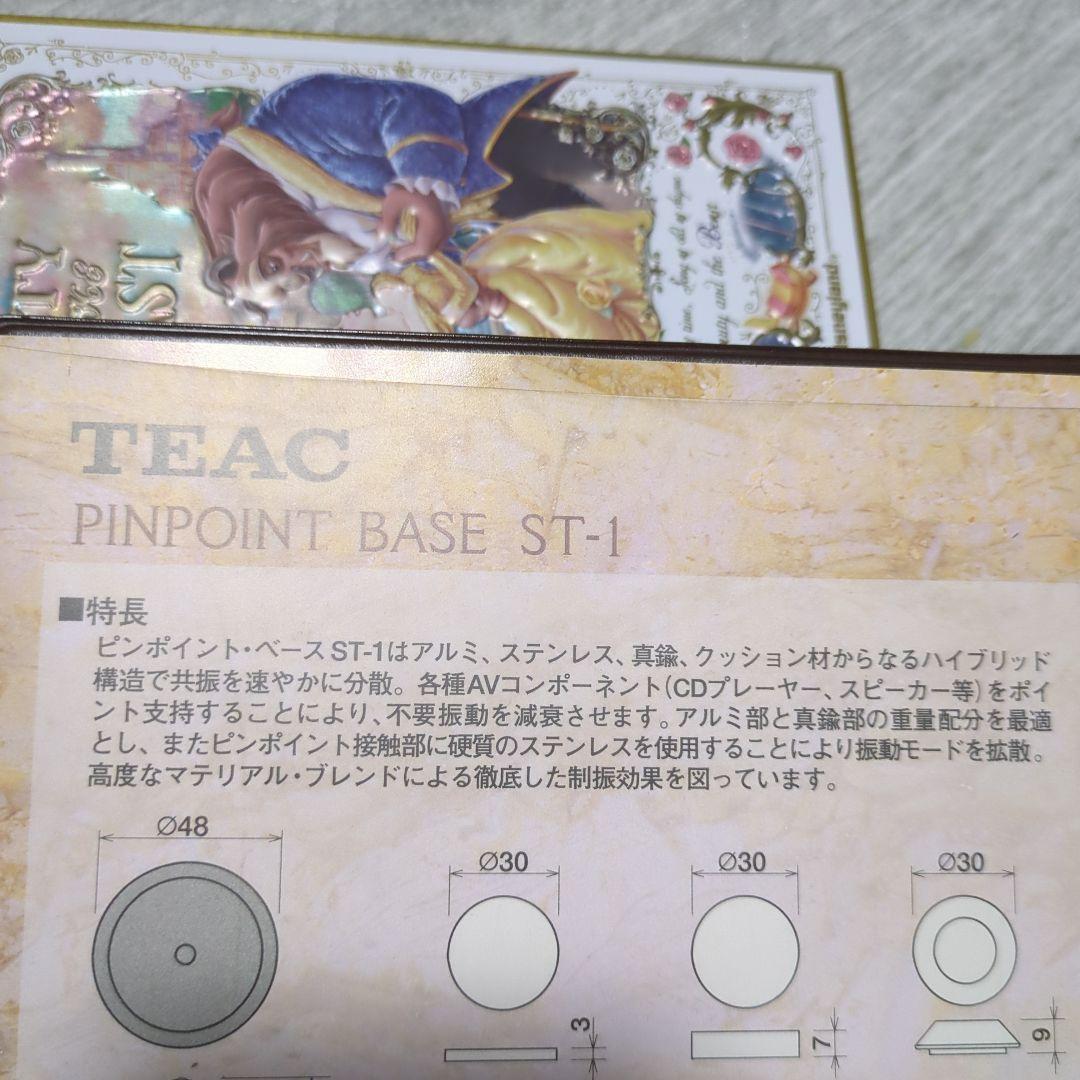 TY
ST
Beauty and the Beast
TEAC
PINPOINT BASE ST-1
■特長
ピンポイント・ベースST-1はアルミ、ステンレス、真鍮、クッション材からなるハイブリッド
構造で共振を速やかに分散。各種AVコンポーネント(CDプレーヤー、スピーカー等)をポイ
ント支持することにより、不要振動を減衰させます。アルミ部と真鍮部の重量配分を最適
とし、またピンポイント接触部に硬質のステンレスを使用することにより振動モードを拡散。
高度なマテリアル・ブレンドによる徹底した制振効果を図っています。
∅48
∅30
∅30
∅30
3
7
9